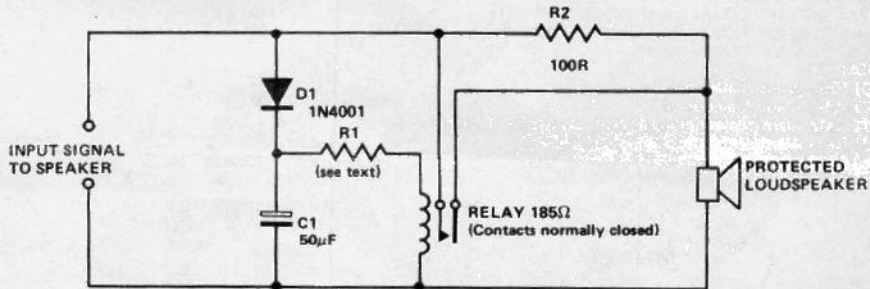 R2
100R
D1
1N4001
R1
(see text)
INPUT SIGNAL
TO SPEAKER
PROTECTED
LOUDSPEAKER
RELAY 185Ω
(Contacts normally closed)
C1
50µF